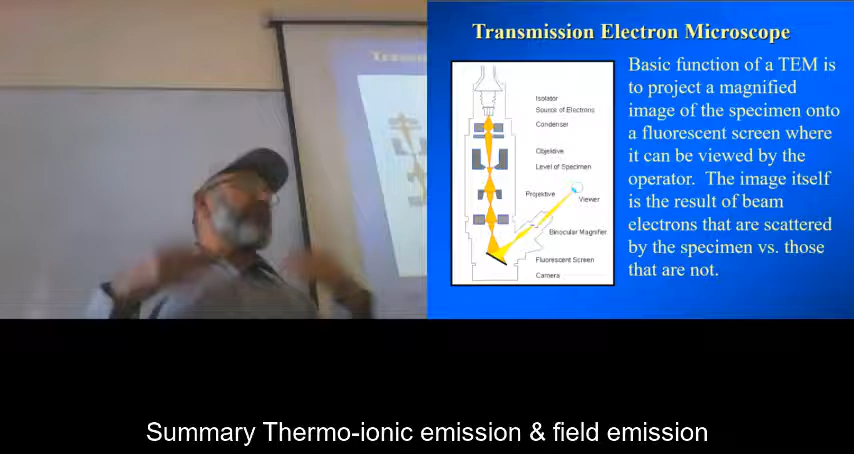 Transmission Electron Microscope
Basic function of a TEM is
to project a magnified
image of the specimen onto
a fluorescent screen where
it can be viewed by the
operator. The image itself
is the result of beam
electrons that are scattered
by the specimen vs. those
that are not.
Isolator
Source of Electrons
Condenser
Objektive
Level of Specimen
Projektive
Viewer
Binocular Magnifier
Fluorescent Screen
Camera
Summary Thermo-ionic emission & field emission